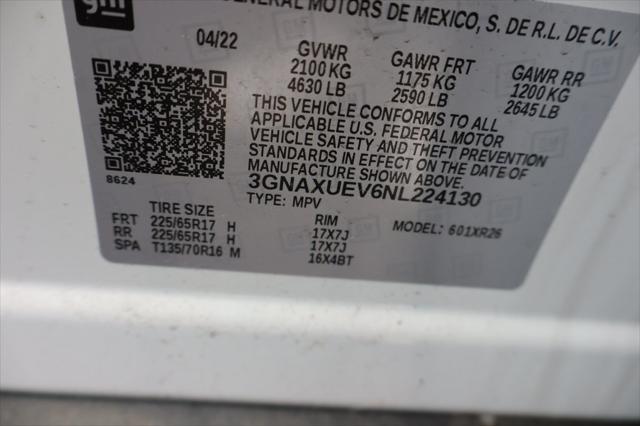 gm
GENERAL MOTORS DE MEXICO, S. DE R.L. DE C.V.
04/22 GVWR GAWR FRT GAWR RR
2100 KG 1175 KG 1200 KG
4630 LB 2590 LB 2645 LB
THIS VEHICLE CONFORMS TO ALL
APPLICABLE U.S. FEDERAL MOTOR
VEHICLE SAFETY AND THEFT PREVENTION
STANDARDS IN EFFECT ON THE DATE OF
MANUFACTURE SHOWN ABOVE.
8624 3GNAXUEV6NL224130
TYPE: MPV
TIRE SIZE RIM MODEL: 601XR26
FRT 225/65R17 H 17X7J
RR 225/65R17 H 17X7J
SPA T135/70R16 M 16X4BT